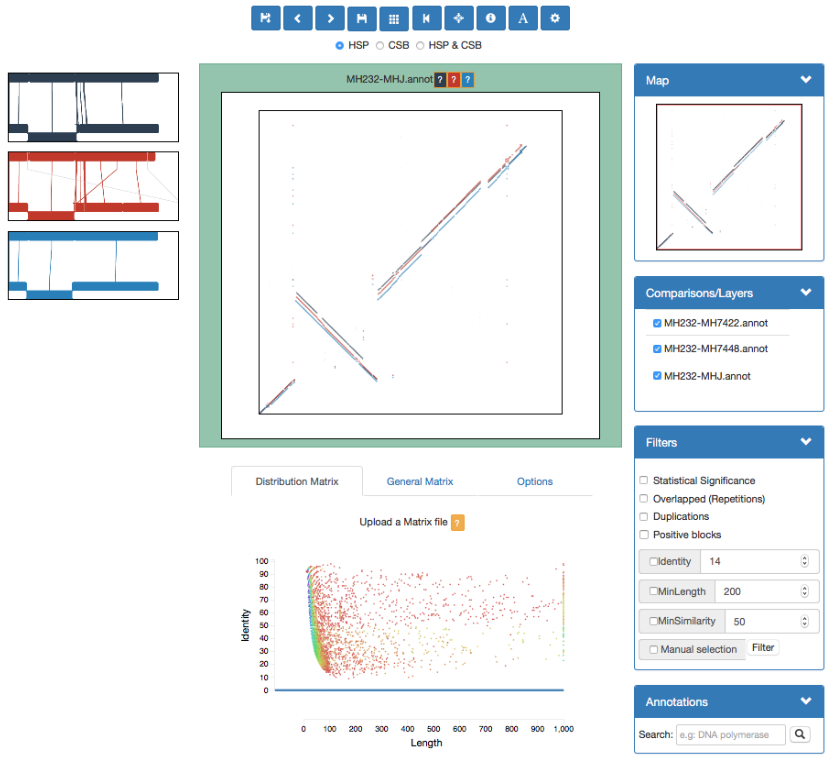 HSP CSB HSP & CSB
MH232-MHJ.annot ? ? ?
Map
Comparisons/Layers
MH232-MH7422.annot
MH232-MH7448.annot
MH232-MHJ.annot
Filters
Statistical Significance
Overlapped (Repetitions)
Duplications
Positive blocks
Identity 14
MinLength 200
MinSimilarity 50
Manual selection Filter
Annotations
Search: e.g: DNA polymerase
Distribution Matrix General Matrix Options
Upload a Matrix file ?
Identity
100
90
80
70
60
50
40
30
20
10
0
0 100 200 300 400 500 600 700 800 900 1,000
Length